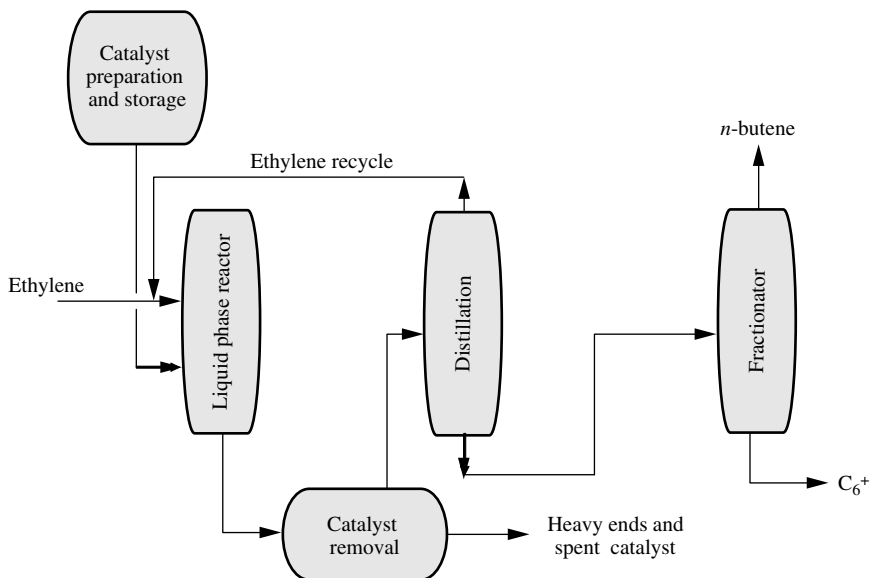 Catalyst
preparation
and storage
n-butene
Ethylene recycle
Ethylene
Liquid phase reactor
Distillation
Fractionator
C6+
Catalyst
removal
Heavy ends and
spent catalyst